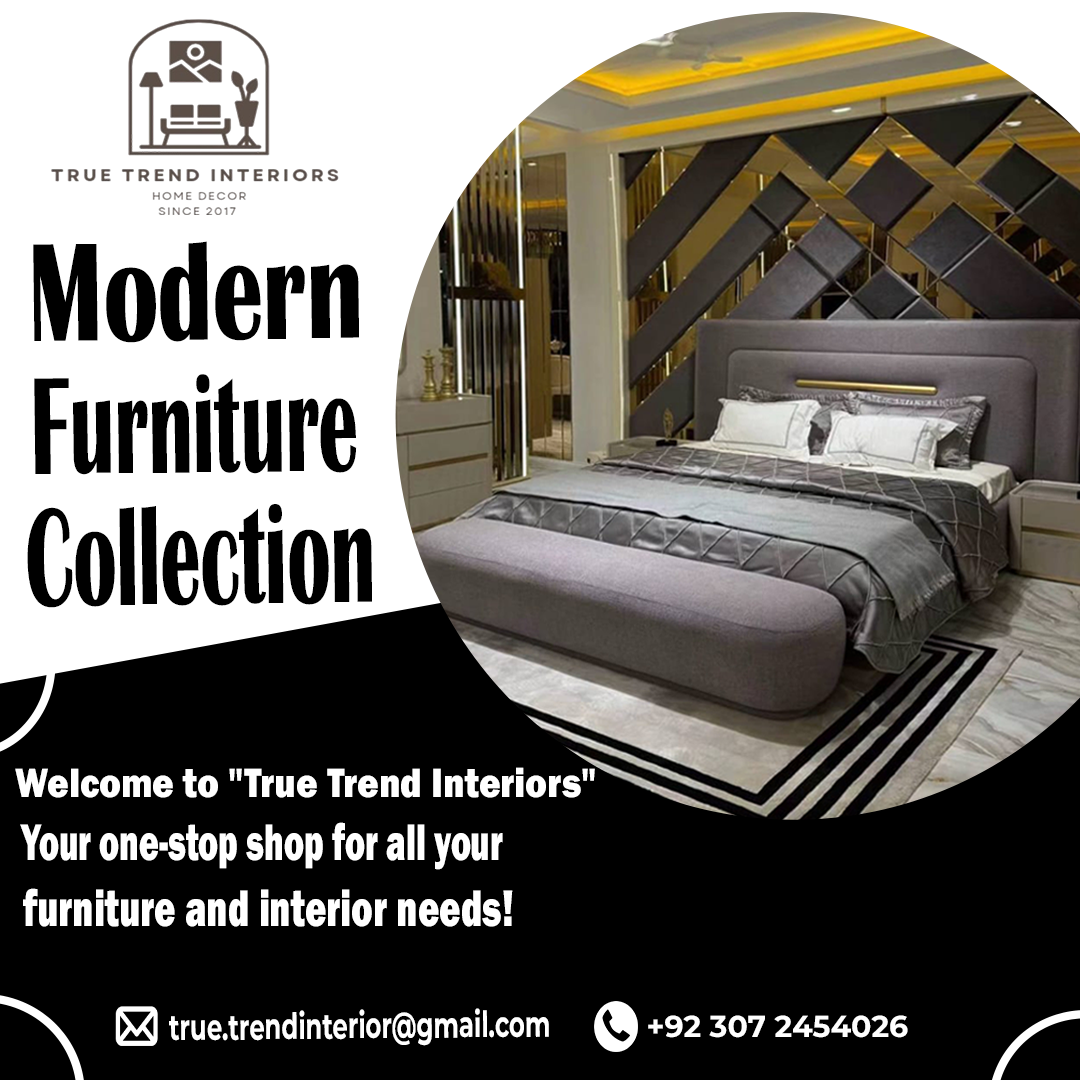 TRUE TREND INTERIORS
HOME DECOR
SINCE 2017
Modern
Furniture
Collection
Welcome to "True Trend Interiors"
Your one-stop shop for all your
furniture and interior needs!
true.trendinterior@gmail.com
+92 307 2454026